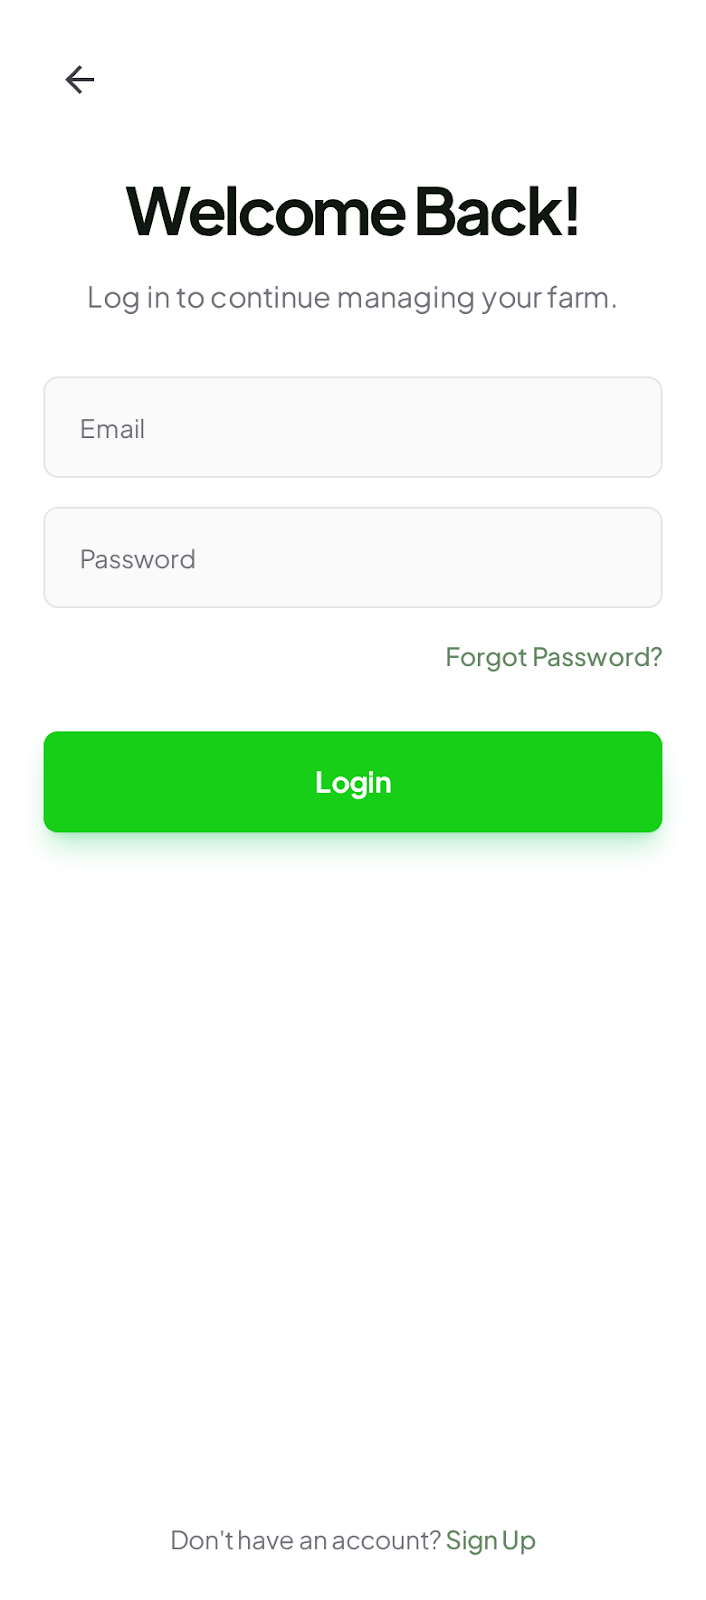 Welcome Back!
Log in to continue managing your farm.
Email
Password
Forgot Password?
Login
Don't have an account? Sign Up